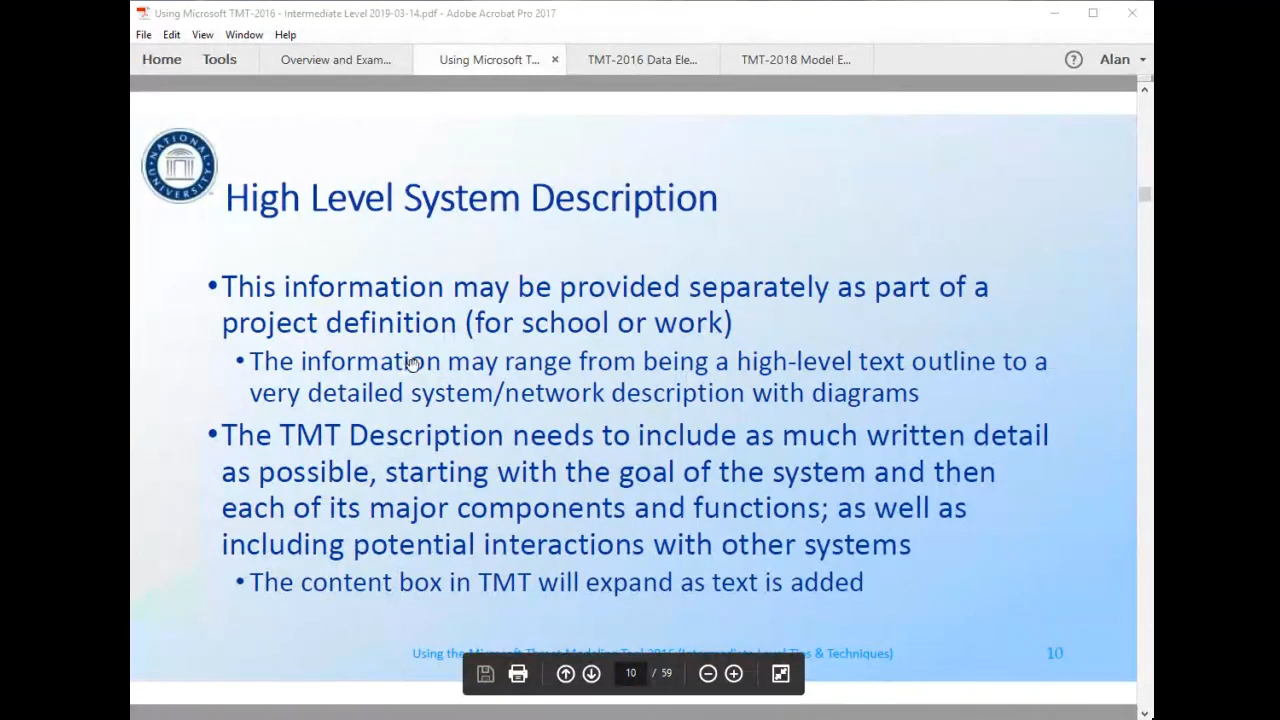 Using Microsoft TMT-2016 - Intermediate Level 2019-03-14.pdf - Adobe Acrobat Pro 2017
File Edit View Window Help
Home Tools Overview and Exam... Using Microsoft T... × TMT-2016 Data Ele... TMT-2018 Model E... ? Alan
NATIONAL UNIVERSITY
High Level System Description
•This information may be provided separately as part of a
project definition (for school or work)
•The information may range from being a high-level text outline to a
very detailed system/network description with diagrams
•The TMT Description needs to include as much written detail
as possible, starting with the goal of the system and then
each of its major components and functions; as well as
including potential interactions with other systems
•The content box in TMT will expand as text is added
Using the Microsoft Threat Modeling Tool 2016 (Intermediate Level Tips & Techniques) 10
10 / 59